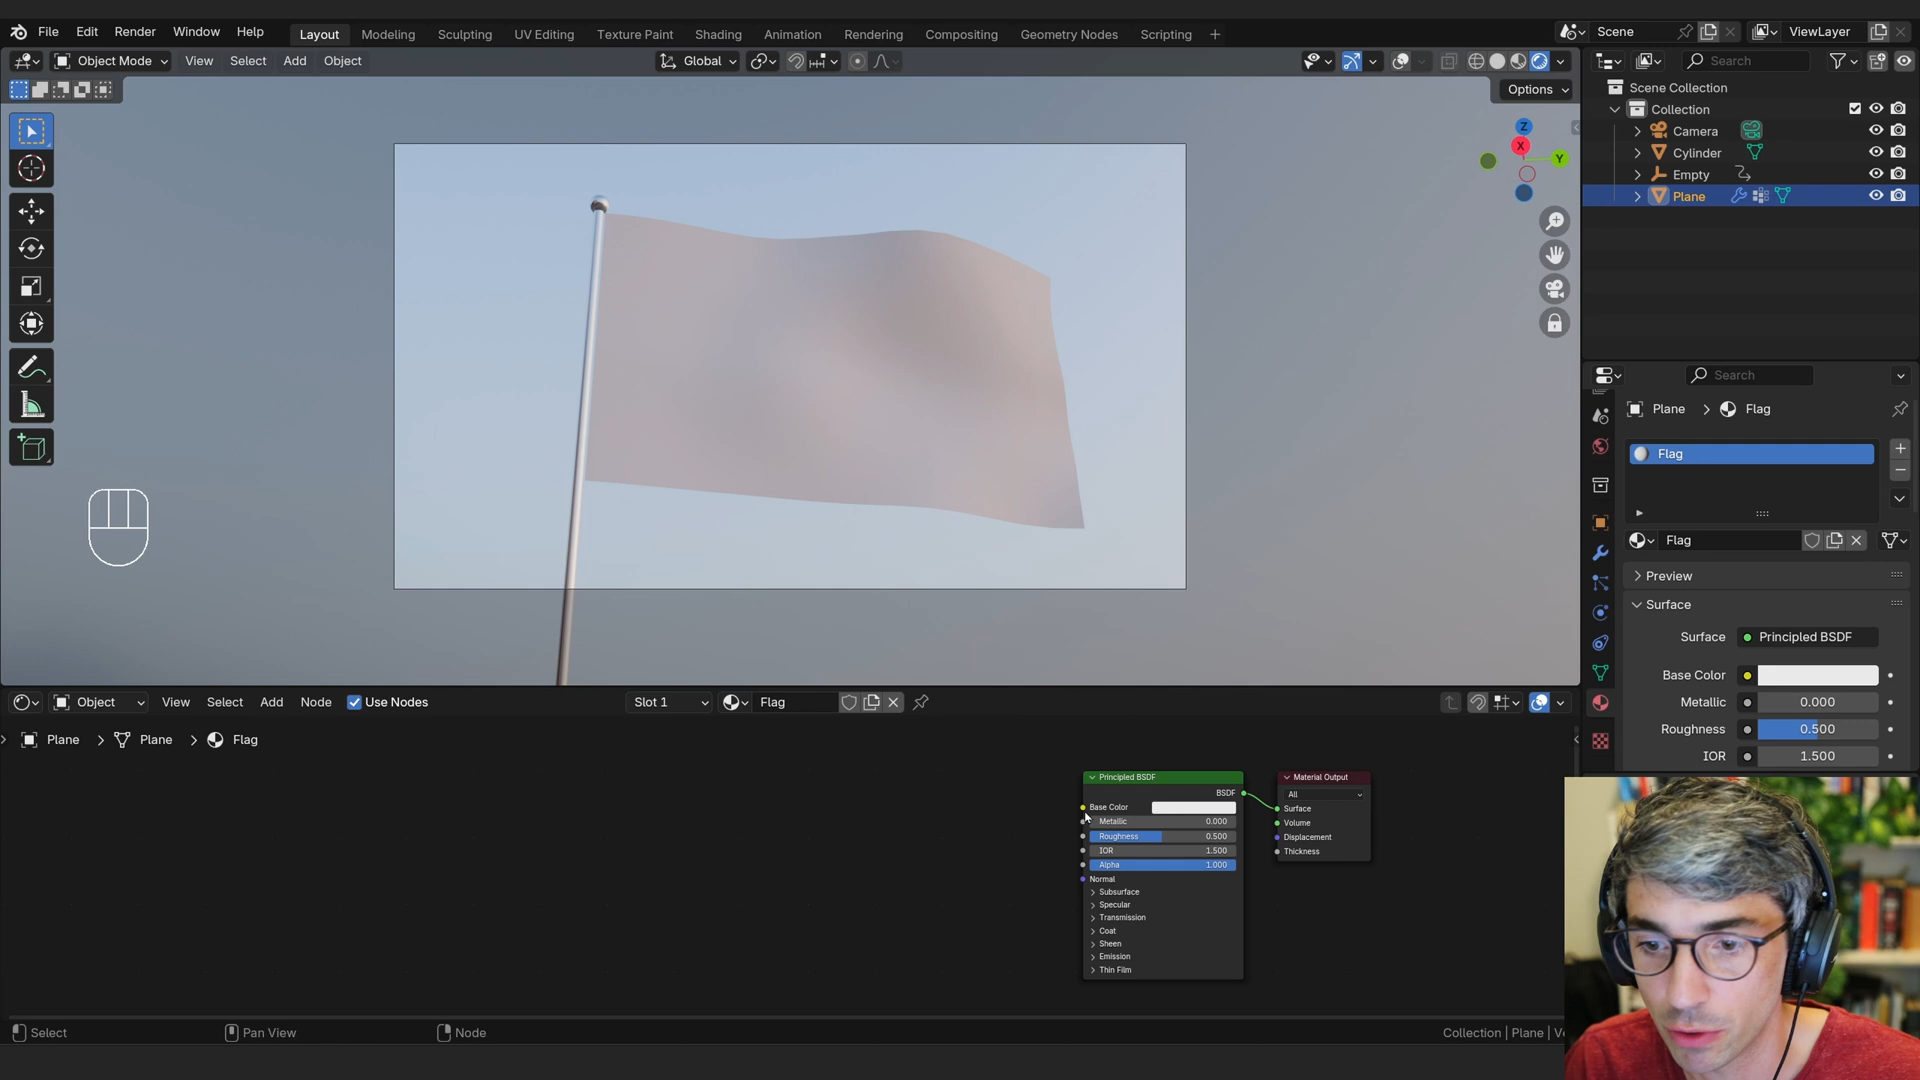 File Edit Render Window Help
Layout Modeling Sculpting UV Editing Texture Paint Shading Animation Rendering Compositing Geometry Nodes Scripting +
Scene
ViewLayer
Object Mode View Select Add Object
Global
Options
Z
X
Y
Search
Scene Collection
Collection
Camera
Cylinder
Empty
Plane
Search
Plane > Flag
Flag
Flag
Preview
Surface
Surface Principled BSDF
Base Color
Metallic 0.000
Roughness 0.500
IOR 1.500
Object View Select Add Node Use Nodes
Slot 1
Flag
Plane > Plane > Flag
Principled BSDF
BSDF
Base Color
Metallic 0.000
Roughness 0.500
IOR 1.500
Alpha 1.000
Normal
Subsurface
Specular
Transmission
Coat
Sheen
Emission
Thin Film
Material Output
All
Surface
Volume
Displacement
Thickness
Select
Pan View
Node
Collection | Plane |